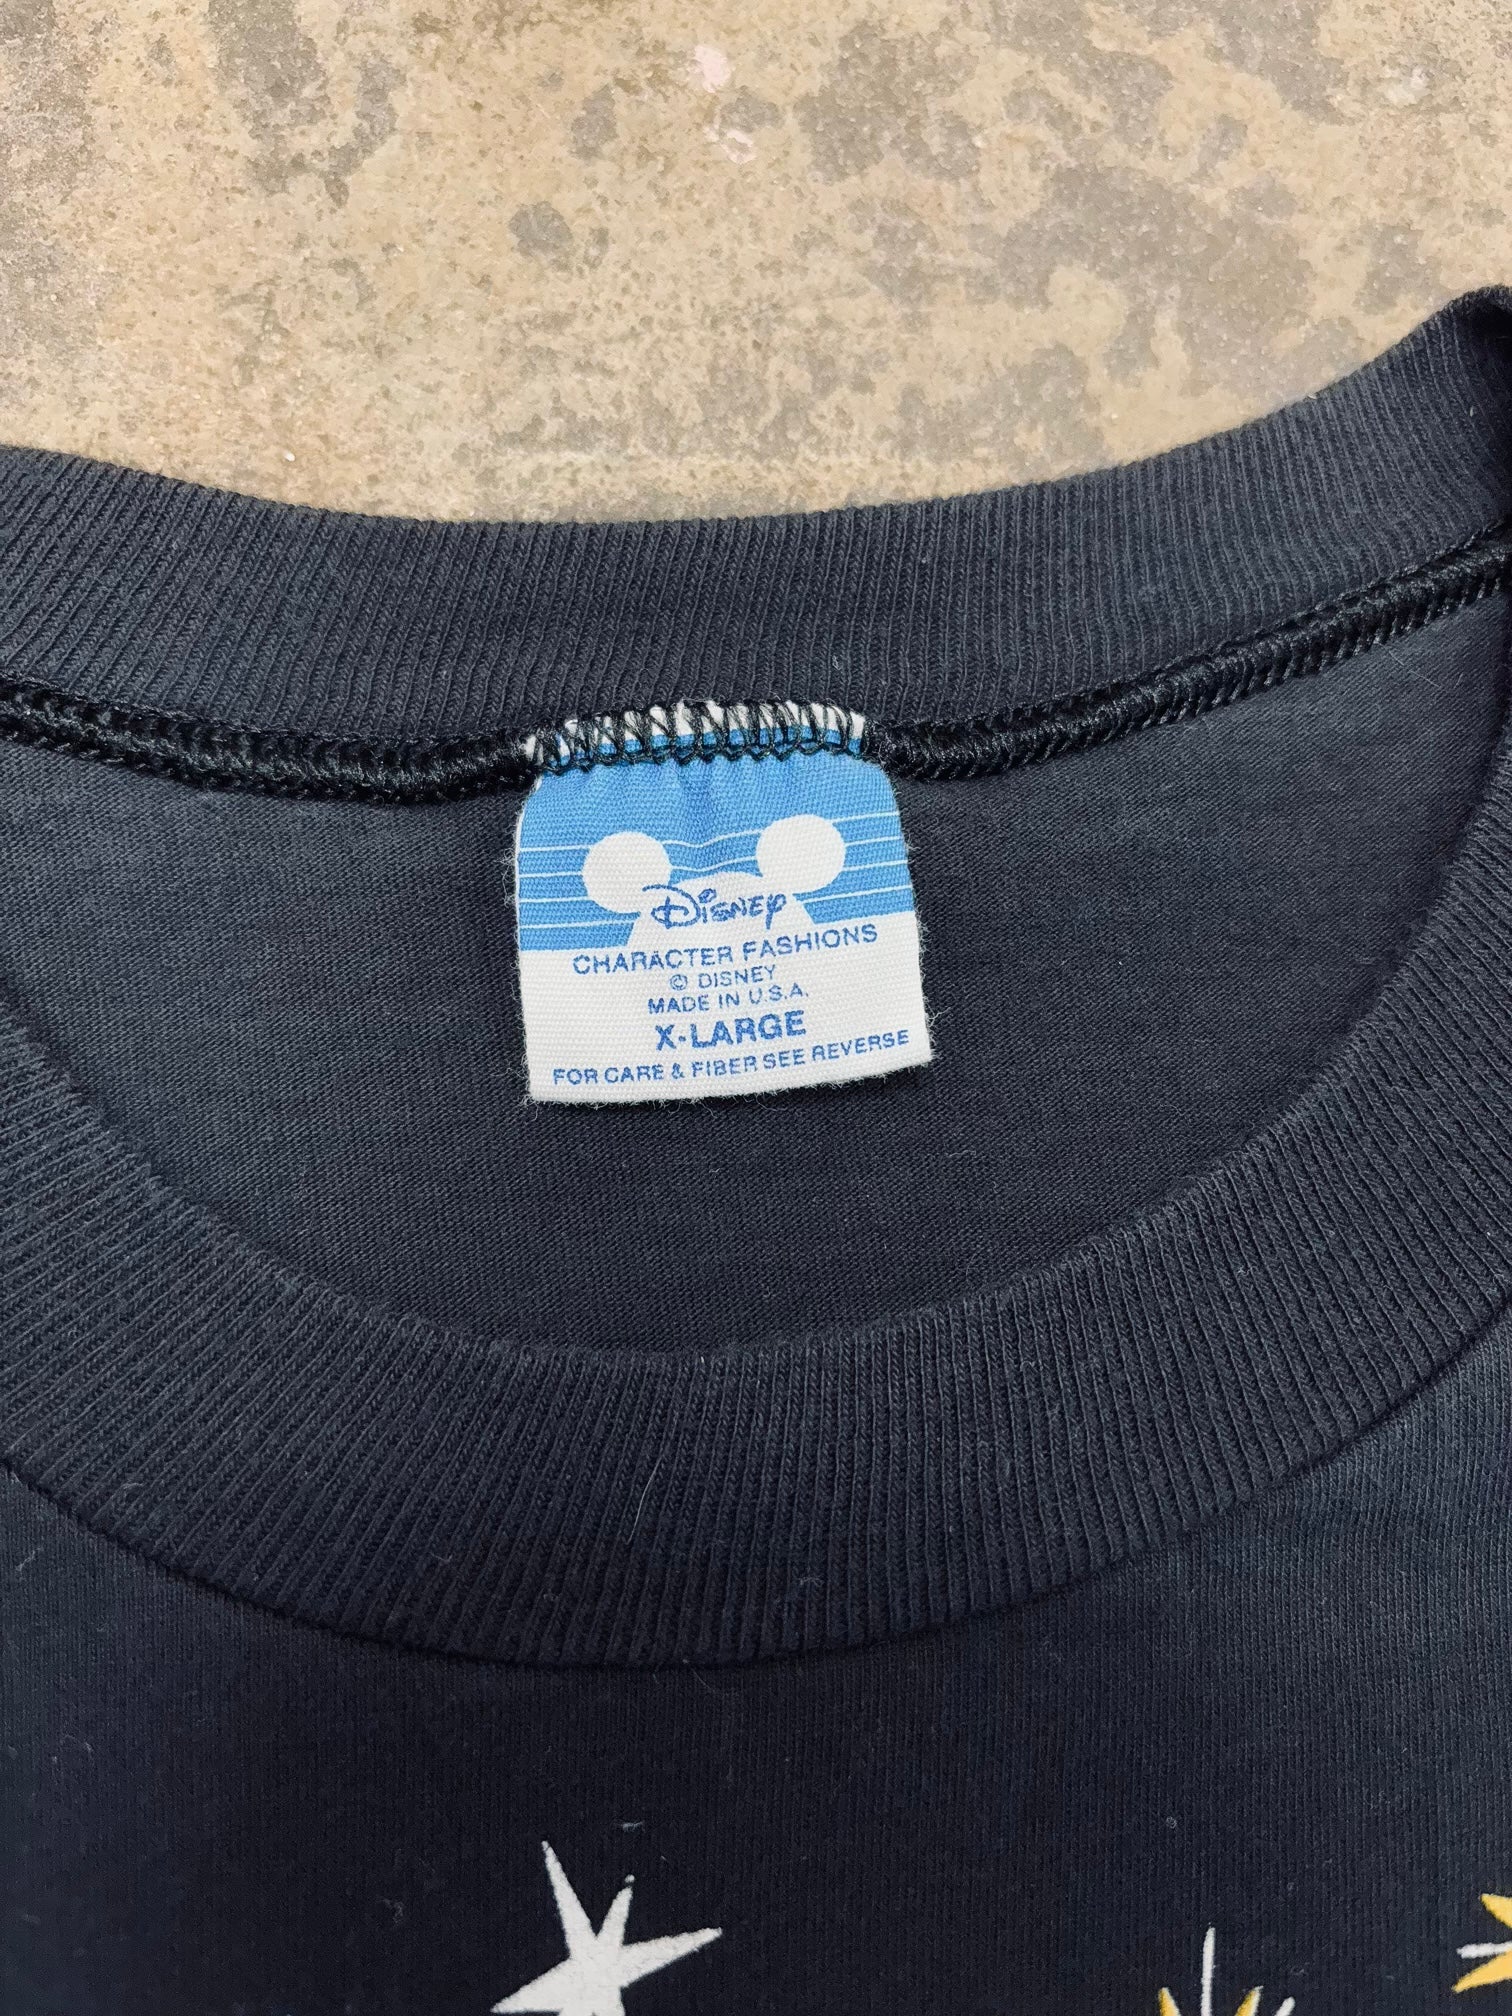 Disney
CHARACTER FASHIONS
© DISNEY
MADE IN U.S.A.
X-LARGE
FOR CARE & FIBER SEE REVERSE